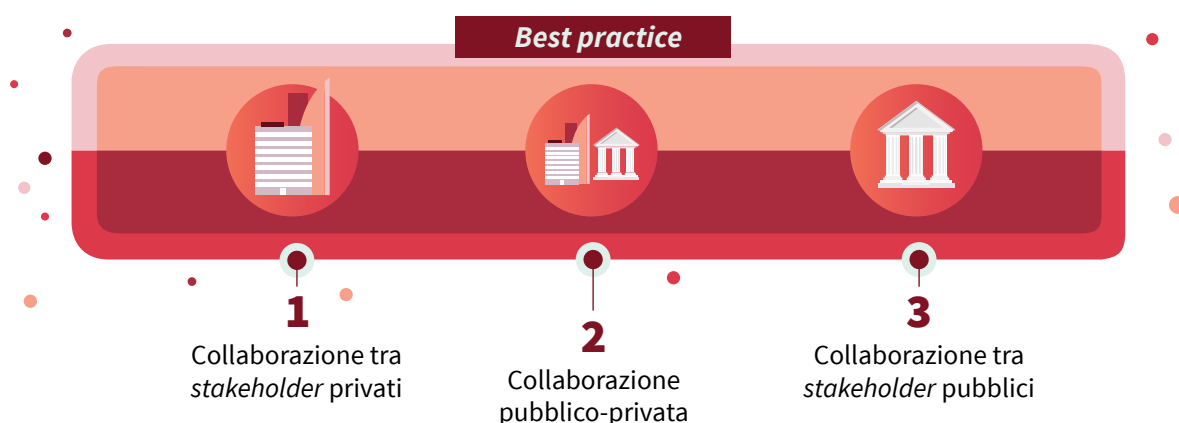 Best practice
1
Collaborazione tra
stakeholder privati
2
Collaborazione
pubblico-privata
3
Collaborazione tra
stakeholder pubblici